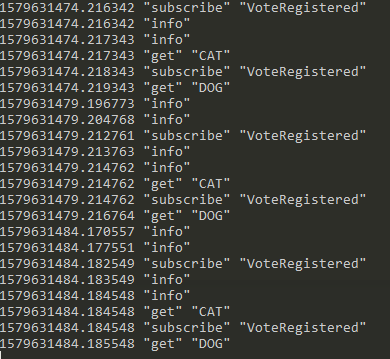 1579631474.216342 "subscribe" "VoteRegistered"
1579631474.216342 "info"
1579631474.217343 "info"
1579631474.217343 "get" "CAT"
1579631474.218343 "subscribe" "VoteRegistered"
1579631474.219343 "get" "DOG"
1579631479.196773 "info"
1579631479.204768 "info"
1579631479.212761 "subscribe" "VoteRegistered"
1579631479.213763 "info"
1579631479.214762 "info"
1579631479.214762 "get" "CAT"
1579631479.214762 "subscribe" "VoteRegistered"
1579631479.216764 "get" "DOG"
1579631484.170557 "info"
1579631484.177551 "info"
1579631484.182549 "subscribe" "VoteRegistered"
1579631484.183549 "info"
1579631484.184548 "info"
1579631484.184548 "get" "CAT"
1579631484.184548 "subscribe" "VoteRegistered"
1579631484.185548 "get" "DOG"